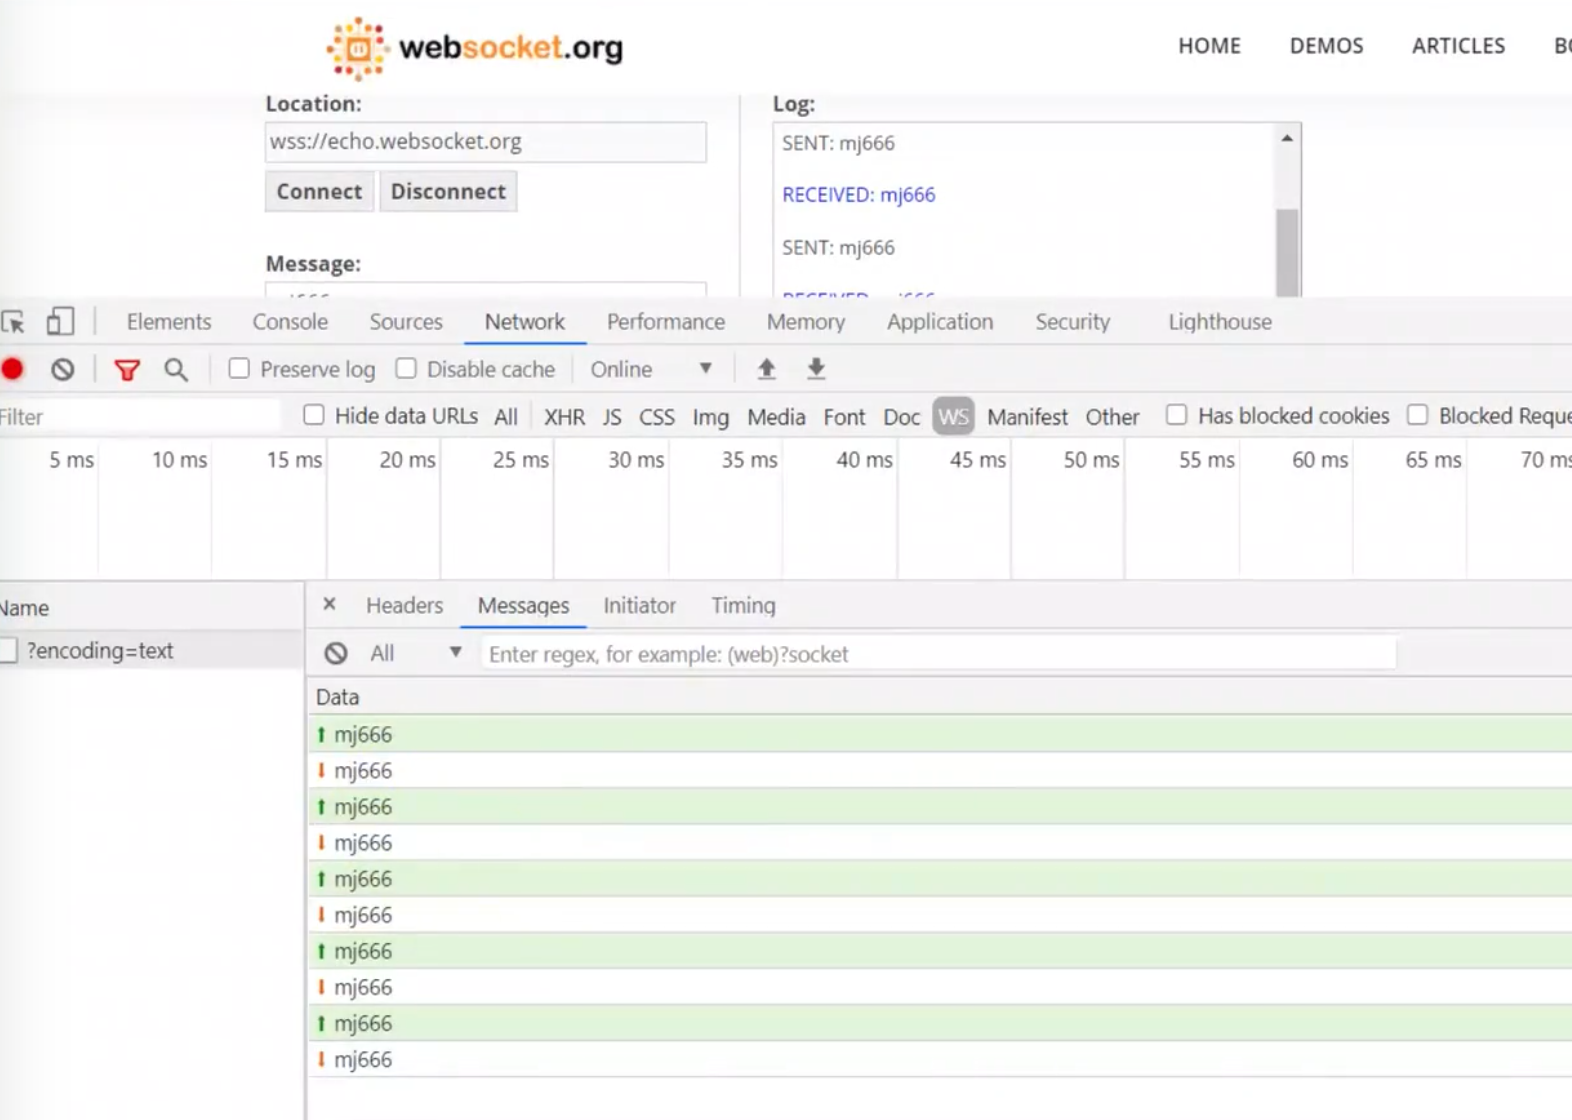 websocket.org
HOME DEMOS ARTICLES
Location:
Log:
wss://echo.websocket.org
SENT: mj666
Connect Disconnect
RECEIVED: mj666
SENT: mj666
Message:
Elements Console Sources Network Performance Memory Application Security Lighthouse
Preserve log Disable cache Online
Filter Hide data URLs All XHR JS CSS Img Media Font Doc WS Manifest Other Has blocked cookies Blocked Reque
5 ms 10 ms 15 ms 20 ms 25 ms 30 ms 35 ms 40 ms 45 ms 50 ms 55 ms 60 ms 65 ms 70 ms
Name
× Headers Messages Initiator Timing
?encoding=text
All Enter regex, for example: (web)?socket
Data
mj666
mj666
mj666
mj666
mj666
mj666
mj666
mj666
mj666
mj666